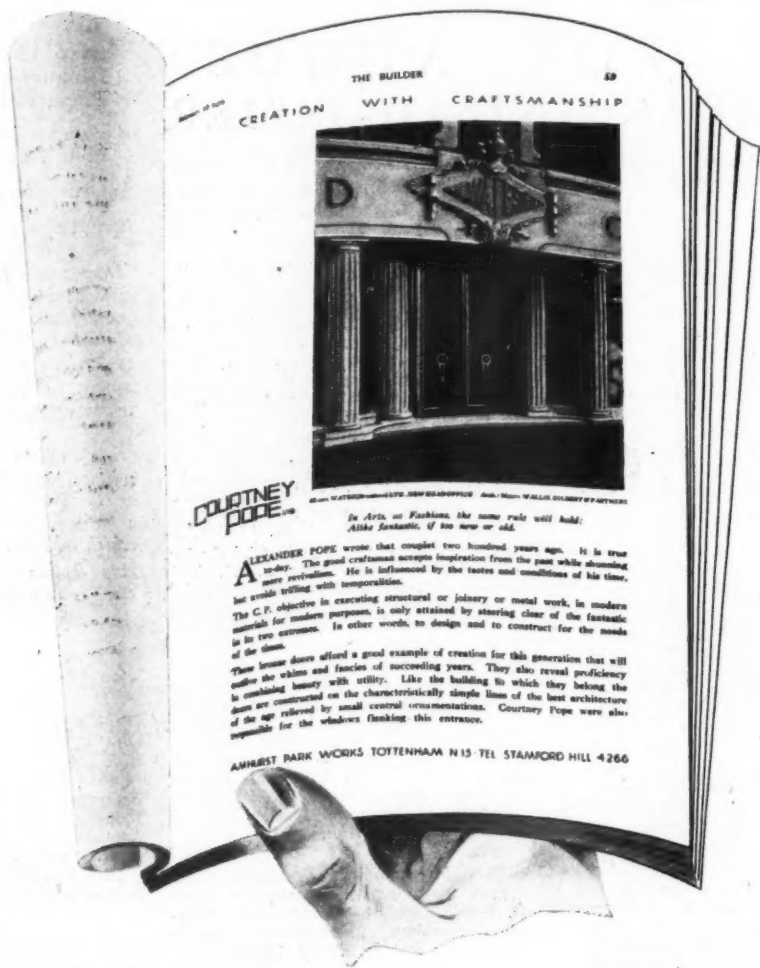 THE BUILDER 59
CREATION WITH CRAFTSMANSHIP
D C
WALLIS, GILBERT & PARTNERS
COURTNEY
POPE LTD
In Arts, as Fashions, the same rule will hold;
Alike fantastic, if too new or old.
ALEXANDER POPE wrote that couplet two hundred years ago. It is true
to-day. The good craftsman accepts inspiration from the past while shunning
mere revivalism. He is influenced by the tastes and conditions of his time,
but avoids trifling with temporalities.
The C.P. objective in executing structural or joinery or metal work, in modern
materials for modern purposes, is only attained by steering clear of the fantastic
in its two extremes. In other words, to design and to construct for the needs
of the times.
These bronze doors afford a good example of creation for this generation that will
outlive the whims and fancies of succeeding years. They also reveal proficiency
in combining beauty with utility. Like the building to which they belong the
doors are constructed on the characteristically simple lines of the best architecture
of the age relieved by small central ornamentations. Courtney Pope were also
responsible for the windows flanking this entrance.
AMHURST PARK WORKS TOTTENHAM N15 · TEL STAMFORD HILL 4266